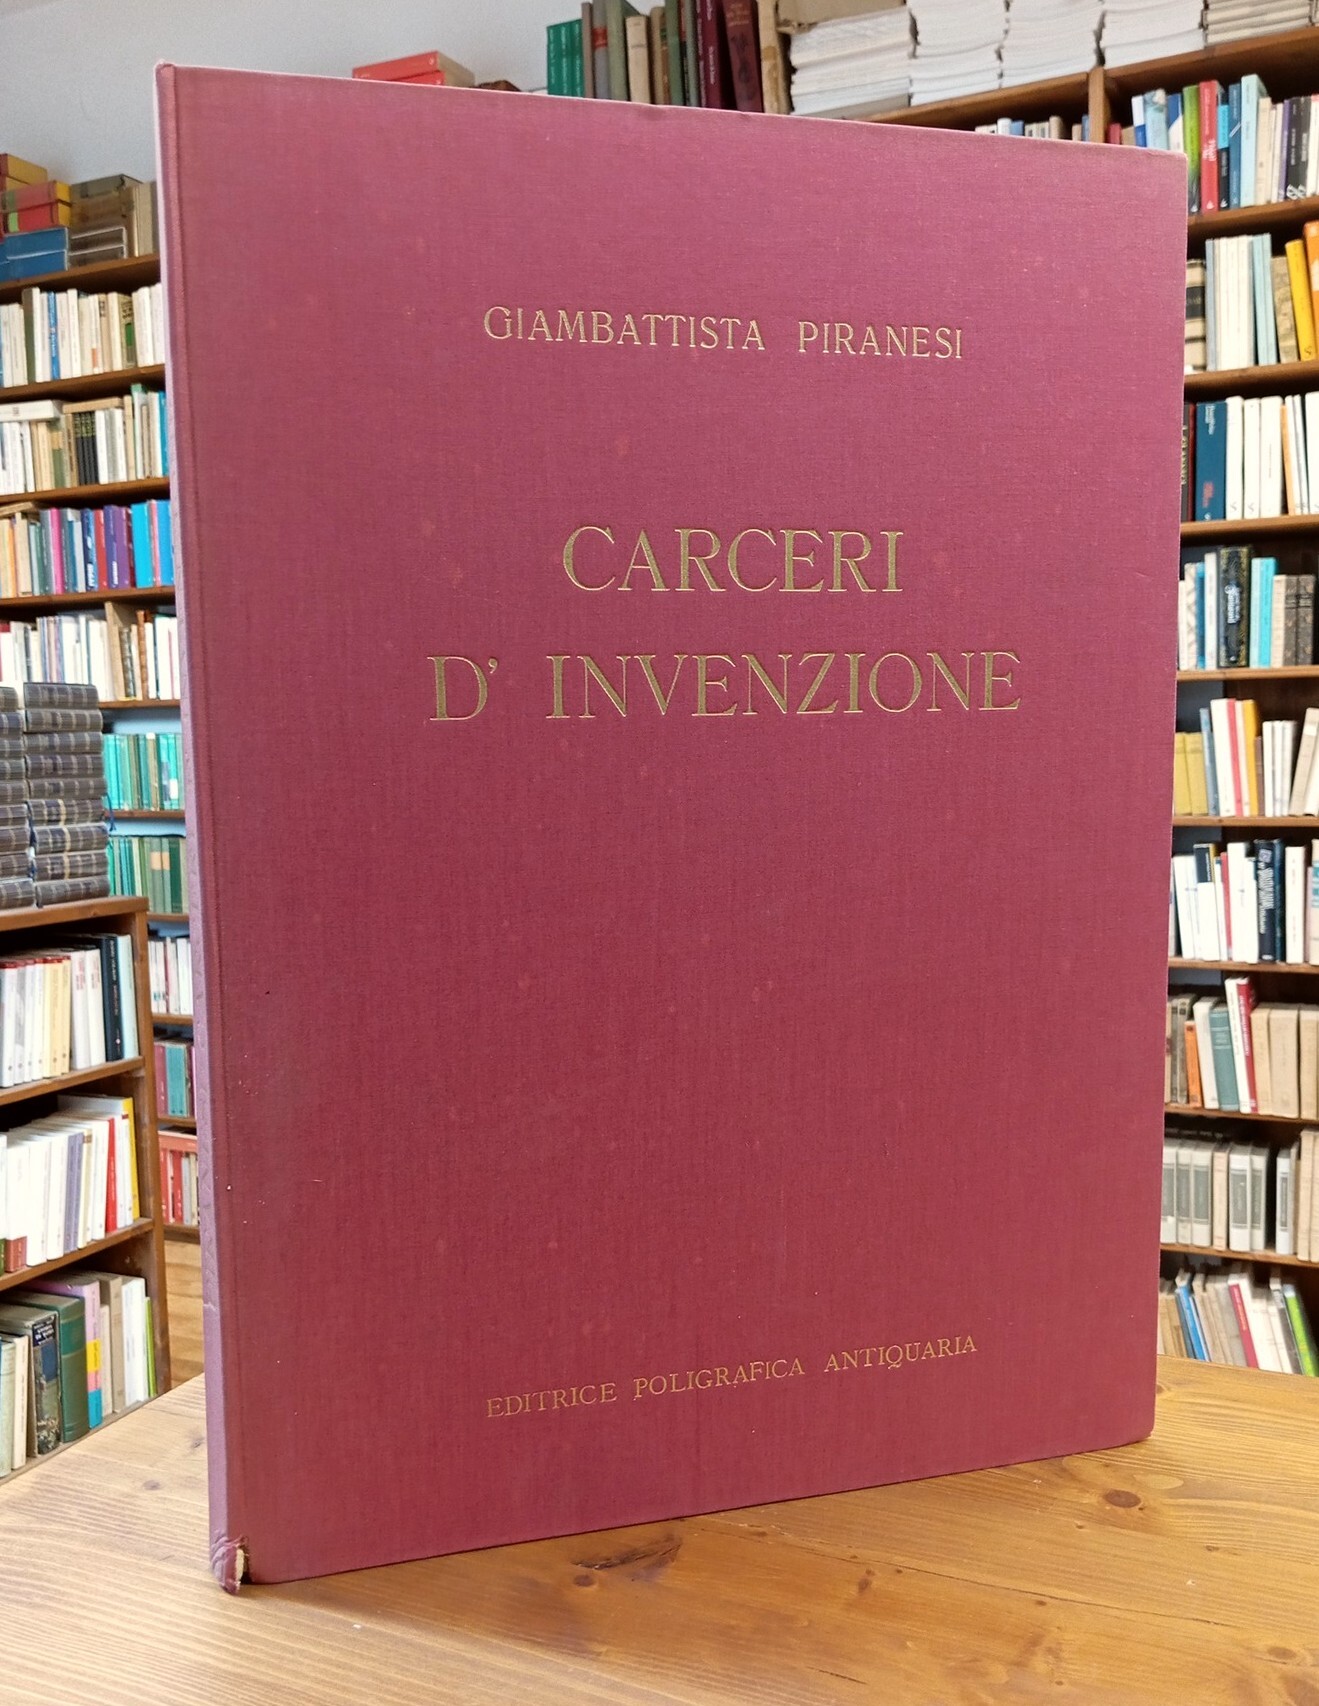 GIAMBATTISTA PIRANESI
CARCERI
D' INVENZIONE
EDITRICE POLIGRAFICA ANTIQUARIA